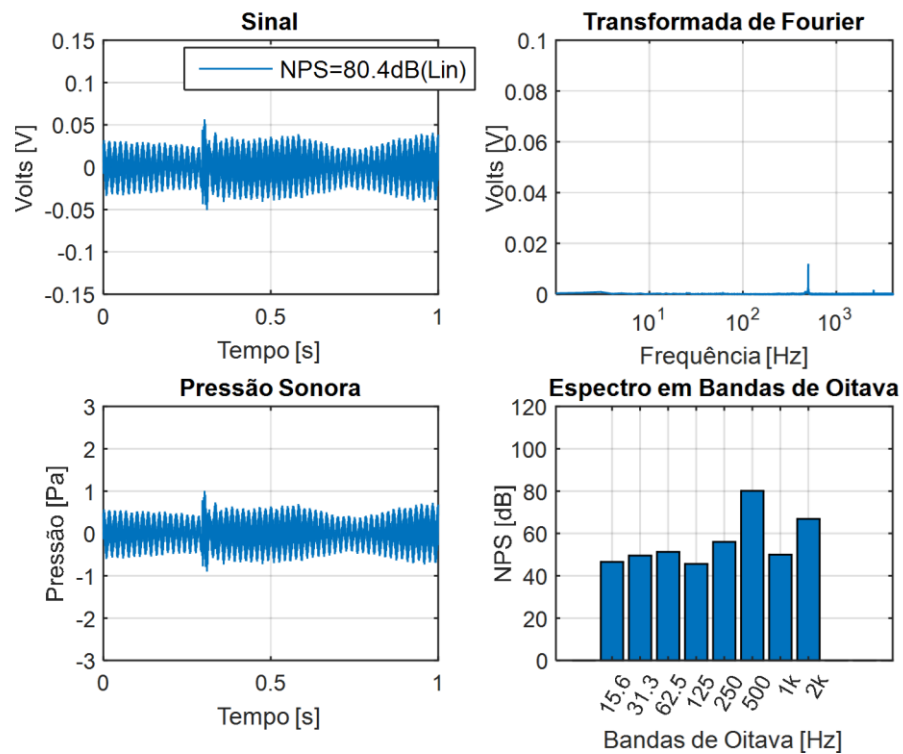 Sinal
0.15
0.1
0.05
0
-0.05
-0.1
-0.15
Volts [V]
NPS=80.4dB(Lin)
0
0.5
1
Tempo [s]
Transformada de Fourier
0.1
0.08
0.06
0.04
0.02
0
Volts [V]
10^1
10^2
10^3
Frequência [Hz]
Pressão Sonora
3
2
1
0
-1
-2
-3
Pressão [Pa]
0
0.5
1
Tempo [s]
Espectro em Bandas de Oitava
120
100
80
60
40
20
0
NPS [dB]
15.6
31.3
62.5
125
250
500
1k
2k
Bandas de Oitava [Hz]